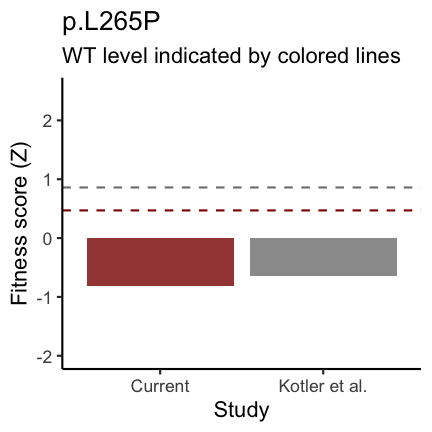 p.L265P
WT level indicated by colored lines
Fitness score (Z)
2
1
0
-1
-2
Current
Kotler et al.
Study